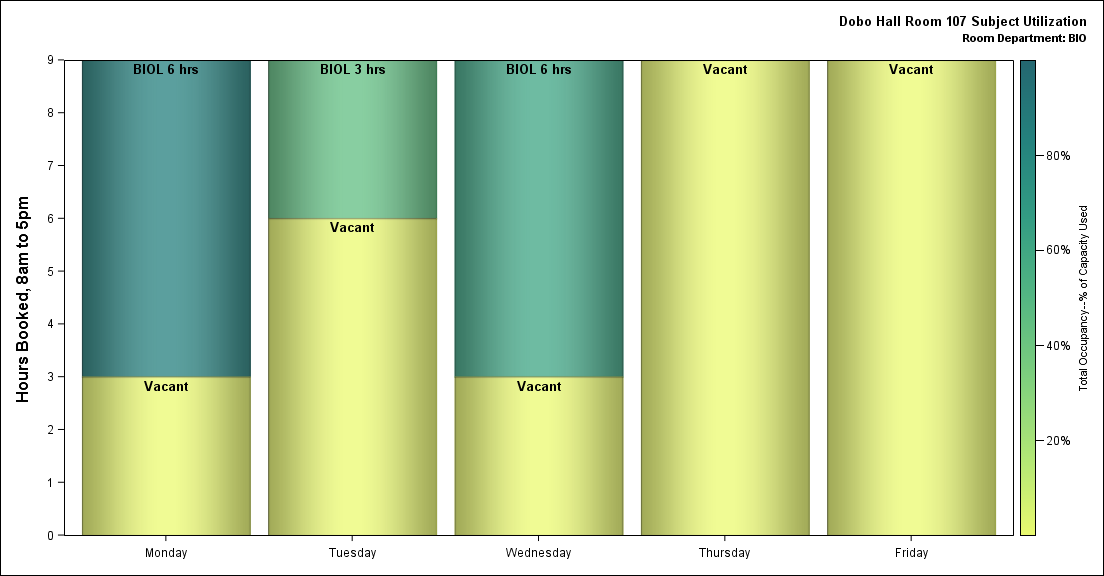 Dobo Hall Room 107 Subject Utilization
Room Department: BIO
Hours Booked, 8am to 5pm
9
8
7
6
5
4
3
2
1
0
BIOL 6 hrs
Vacant
BIOL 3 hrs
Vacant
BIOL 6 hrs
Vacant
Vacant
Vacant
Monday
Tuesday
Wednesday
Thursday
Friday
80%
60%
40%
20%
Total Occupancy--% of Capacity Used